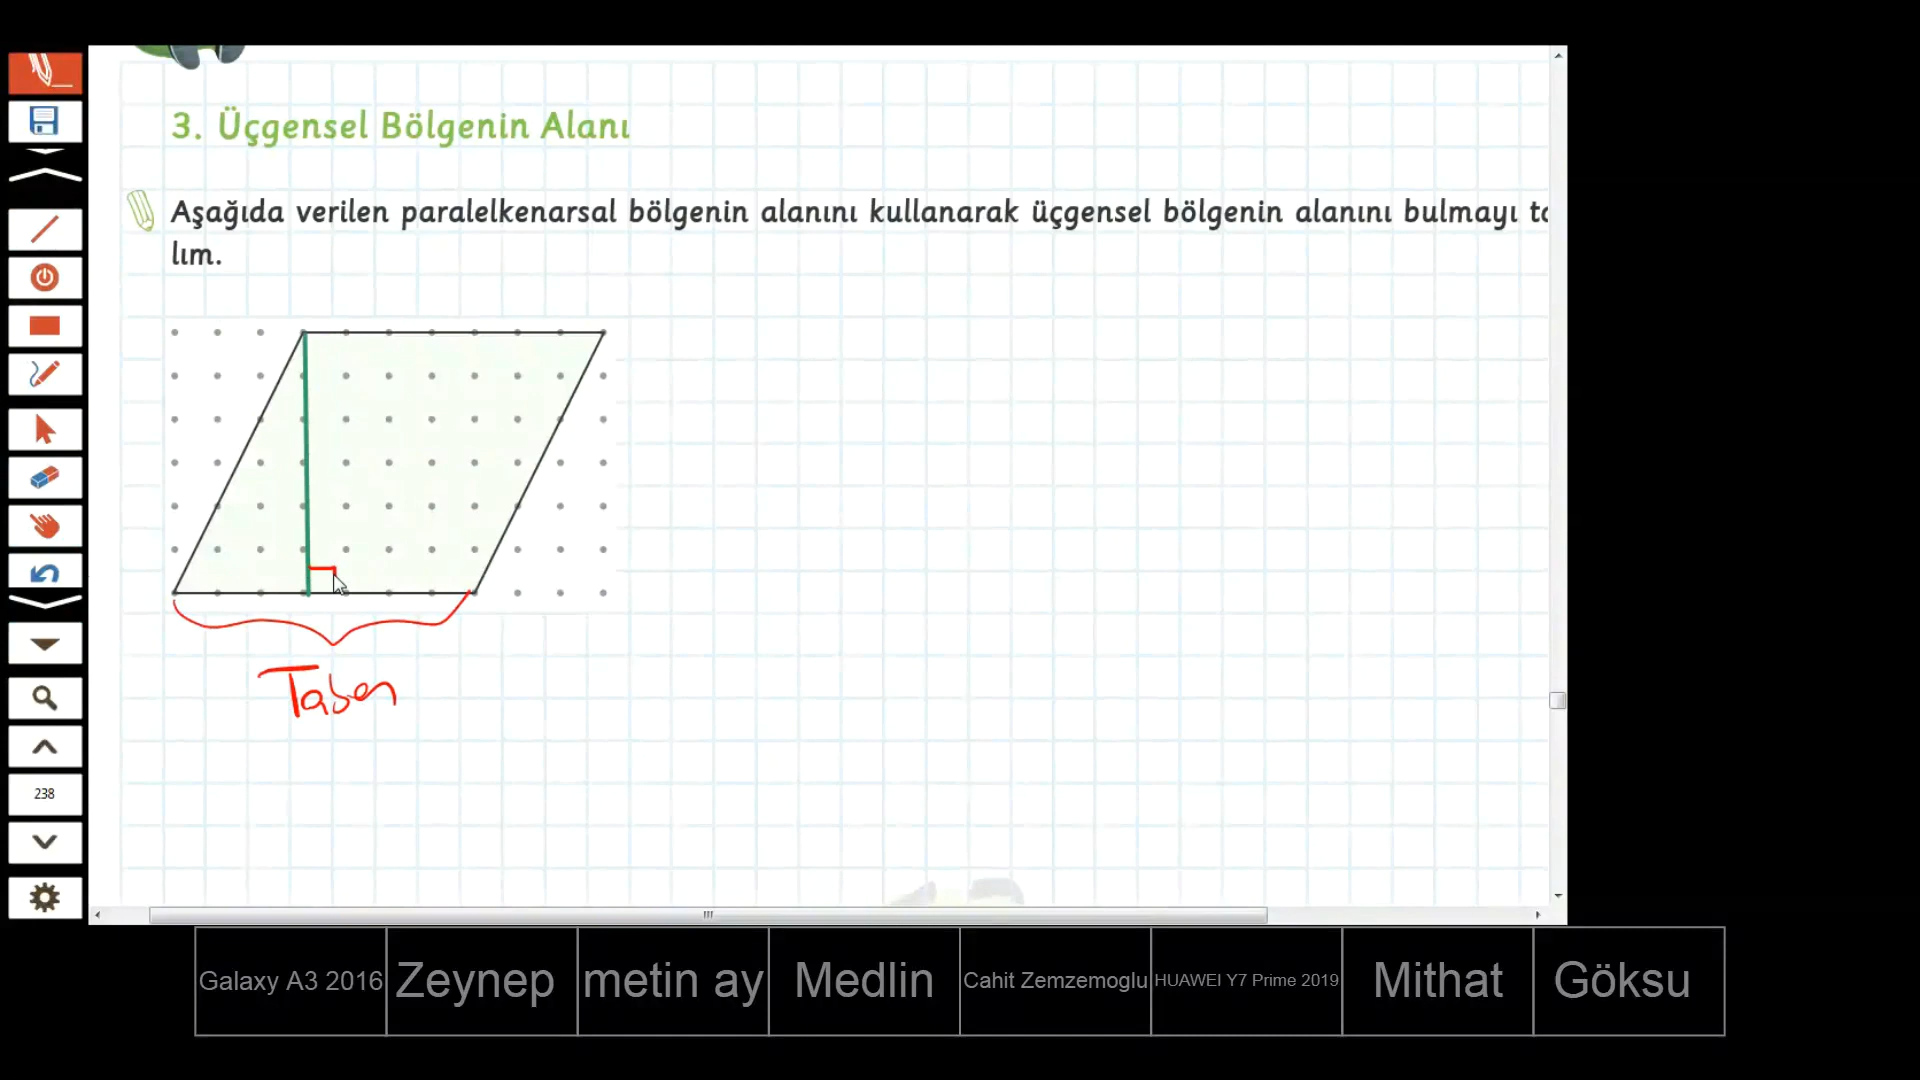 3. Üçgensel Bölgenin Alanı
Aşağıda verilen paralelkenarsal bölgenin alanını kullanarak üçgensel bölgenin alanını bulmayı
lım.
Taban
238
Galaxy A3 2016 Zeynep metin ay Medlin Cahit Zemzemoglu HUAWEI Y7 Prime 2019 Mithat Göksu